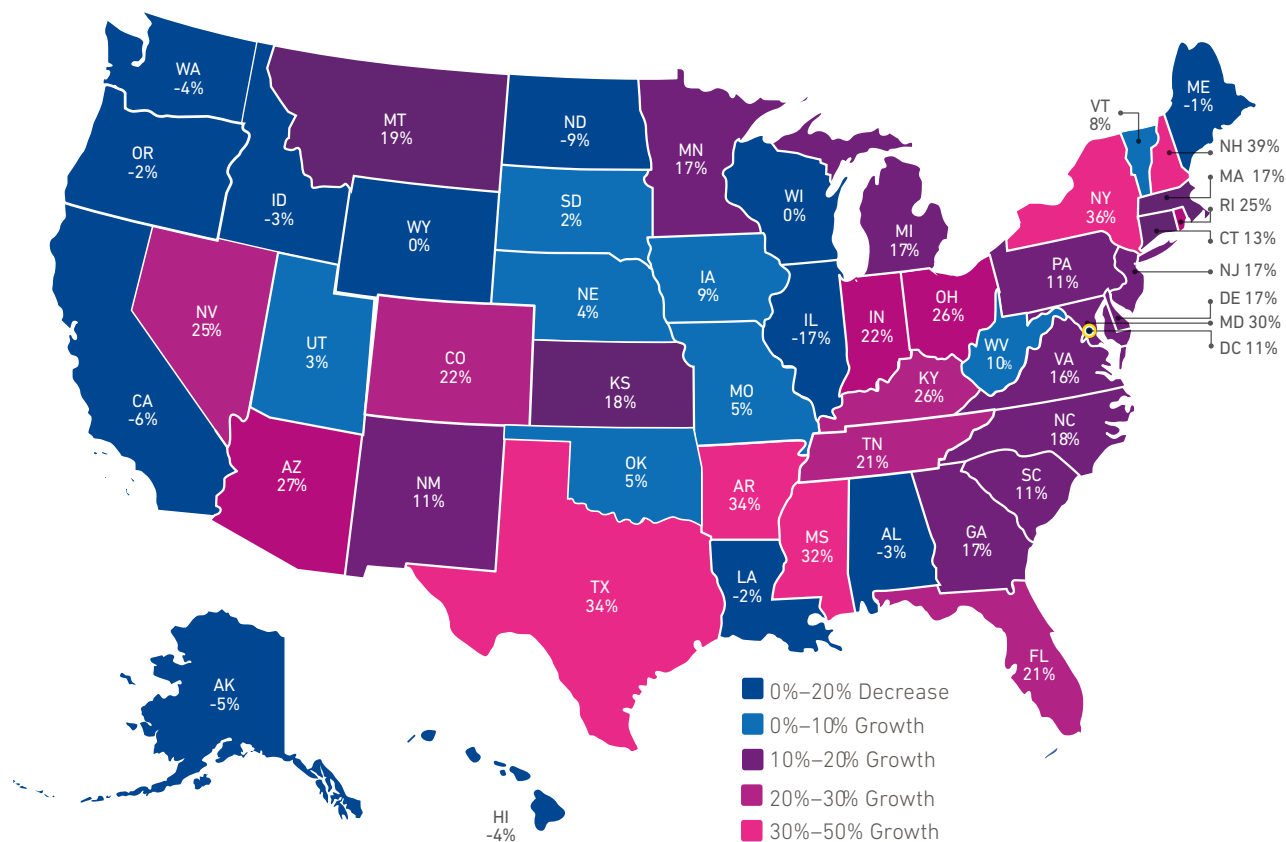 WA
-4%
OR
-2%
CA
-6%
ID
-3%
NV
25%
MT
19%
WY
0%
UT
3%
AZ
27%
CO
22%
NM
11%
ND
-9%
SD
2%
NE
4%
KS
18%
OK
5%
TX
34%
MN
17%
IA
9%
MO
5%
AR
34%
LA
-2%
WI
0%
IL
-17%
MI
17%
IN
22%
OH
26%
KY
26%
TN
21%
MS
32%
AL
-3%
GA
17%
FL
21%
SC
11%
NC
18%
VA
16%
WV
10%
PA
11%
NY
36%
VT
8%
ME
-1%
NH 39%
MA 17%
RI 25%
CT 13%
NJ 17%
DE 17%
MD 30%
DC 11%
AK
-5%
HI
-4%
0%–20% Decrease
0%–10% Growth
10%–20% Growth
20%–30% Growth
30%–50% Growth